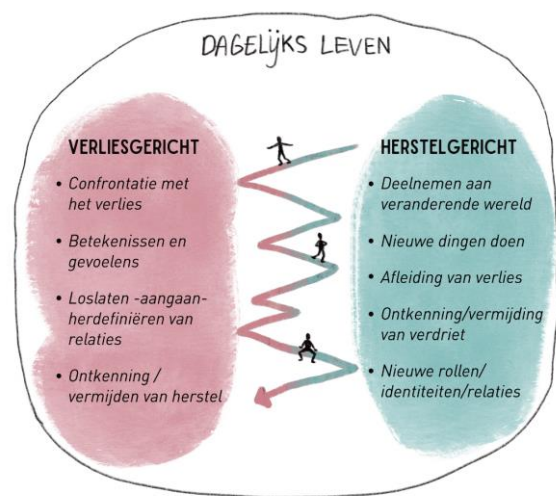 DAGELIJKS LEVEN
VERLIESGERICHT
• Confrontatie met
het verlies
• Betekenissen en
gevoelens
• Loslaten -aangaan-
herdefiniëren van
relaties
• Ontkenning /
vermijden van herstel
HERSTELGERICHT
• Deelnemen aan
veranderende wereld
• Nieuwe dingen doen
• Afleiding van verlies
• Ontkenning/vermijding
van verdriet
• Nieuwe rollen/
identiteiten/relaties